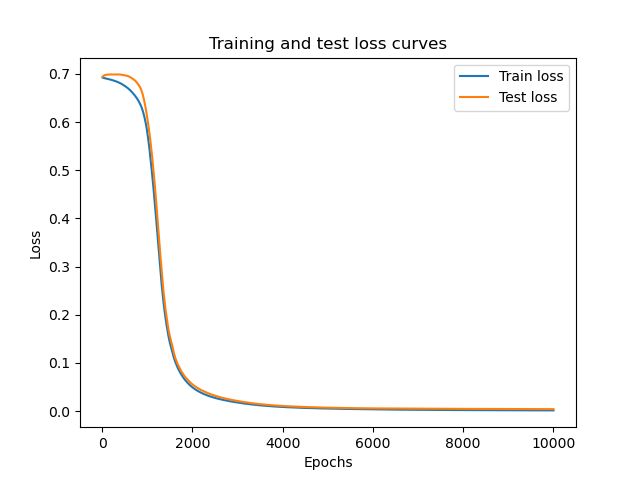 Training and test loss curves
Train loss
Test loss
0.7
0.6
0.5
0.4
0.3
0.2
0.1
0.0
Loss
0 2000 4000 6000 8000 10000
Epochs